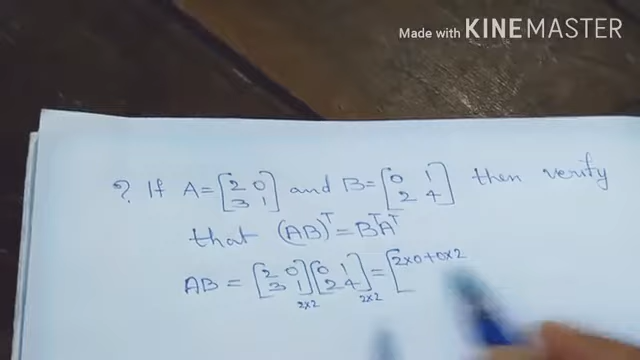 Made with KINEMASTER
? If A = [2 0 3 1] and B = [0 1 2 4] then verify
that (AB)ᵀ = BᵀAᵀ
AB = [2 0 3 1]2×2 [0 1 2 4]2×2 = [2×0+0×2